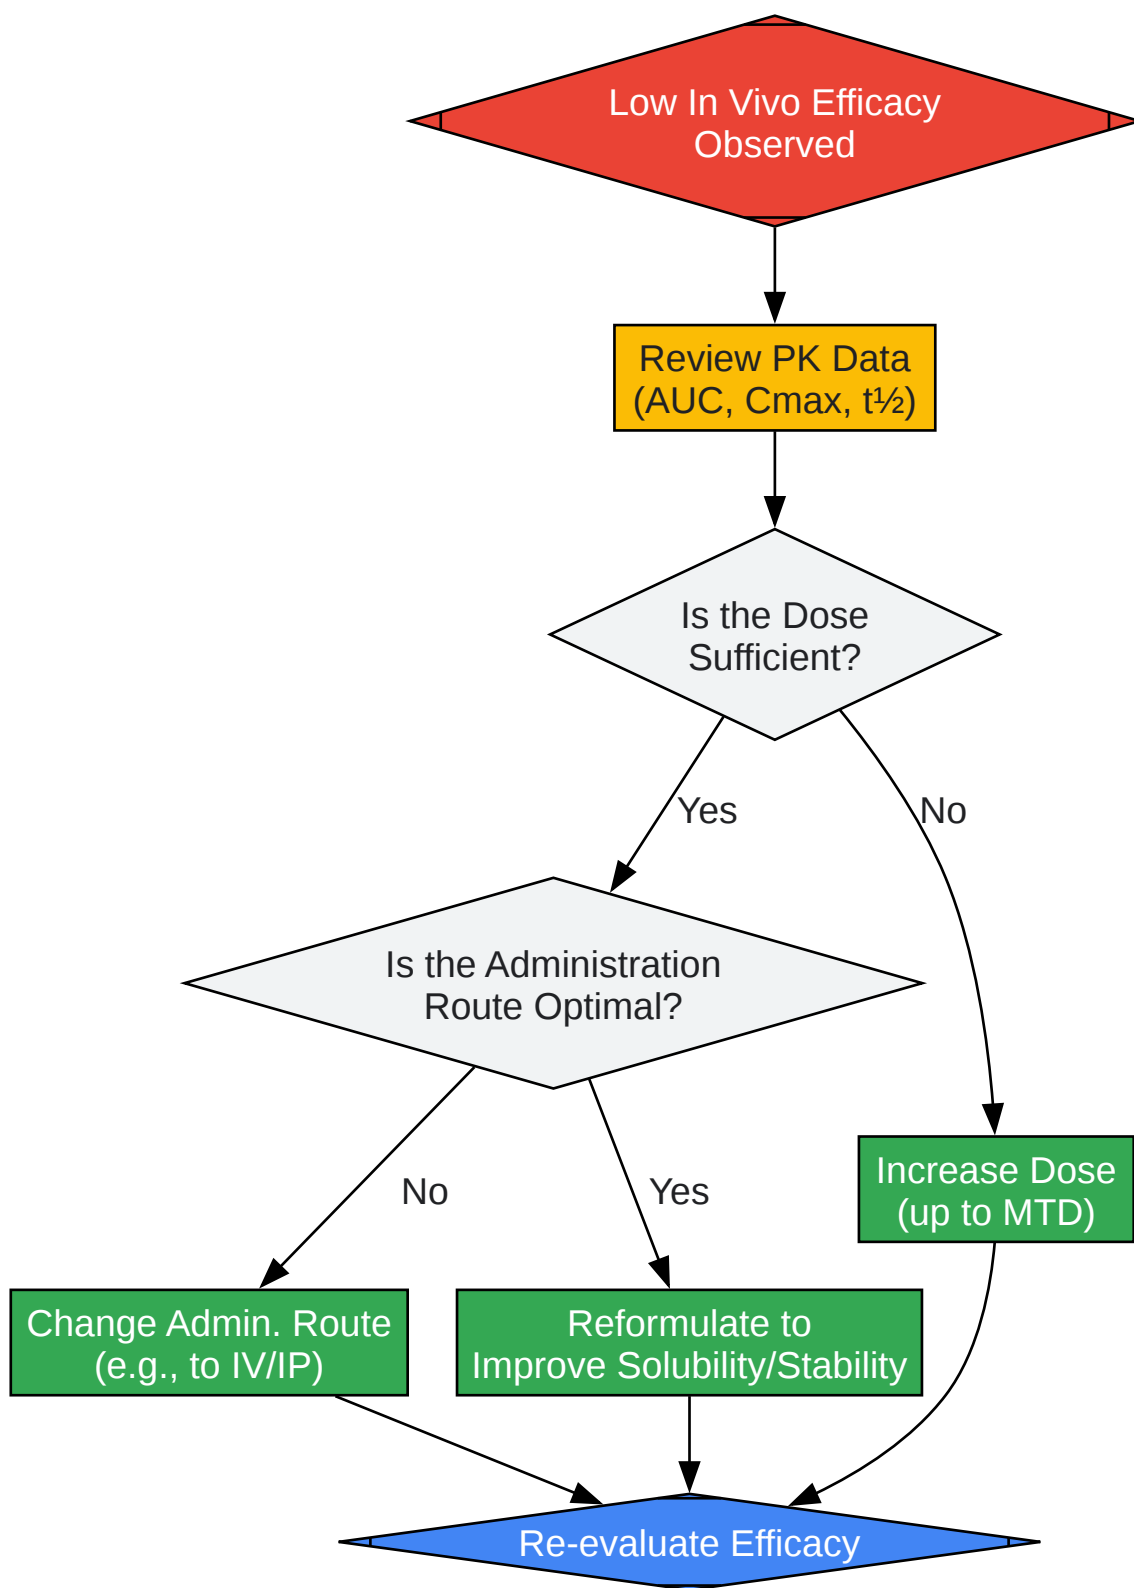 Low In Vivo Efficacy
Observed
Review PK Data
(AUC, Cmax, t½)
Is the Dose
Sufficient?
Yes
No
Is the Administration
Route Optimal?
No
Yes
Increase Dose
(up to MTD)
Change Admin. Route
(e.g., to IV/IP)
Reformulate to
Improve Solubility/Stability
Re-evaluate Efficacy